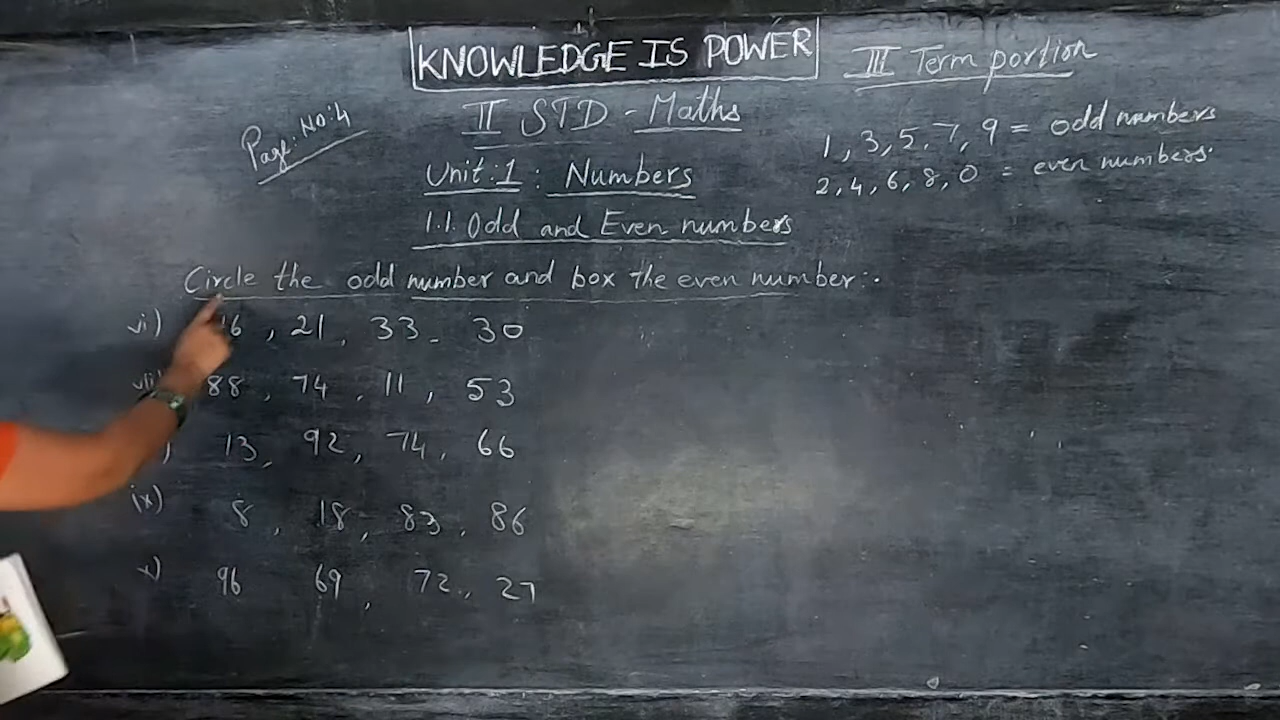 KNOWLEDGE IS POWER
III Term portion
Page: No: 4
II STD - Maths
1, 3, 5, 7, 9 = odd numbers
2, 4, 6, 8, 0 = even numbers.
Unit: 1 : Numbers
1.1. Odd and Even numbers
Circle the odd number and box the even number:.
vi) , 21, 33. 30
88, 74, 11, 53
) 13, 92, 74, 66
ix) 8, 18, 83, 86
x) 96 69, 72, 27